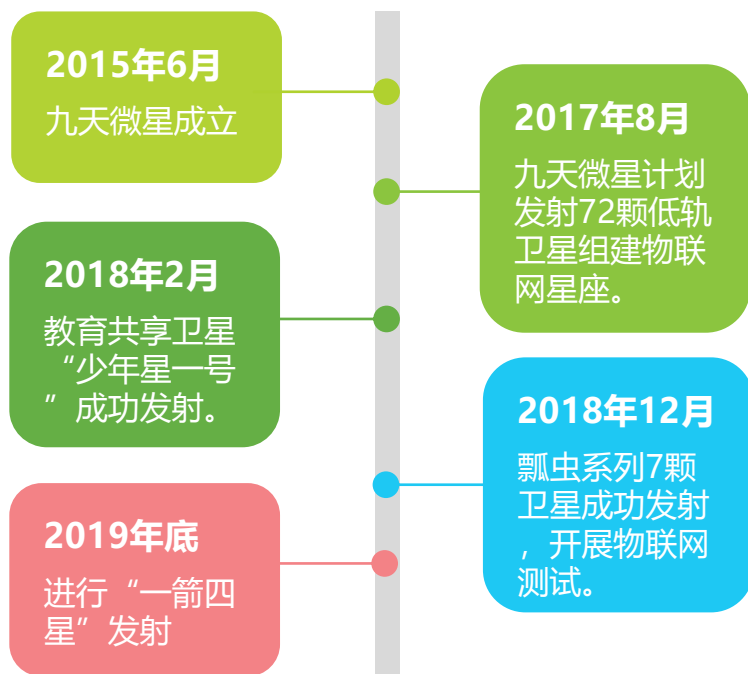 2015年6月
九天微星成立
2017年8月
九天微星计划
发射72颗低轨
卫星组建物联
网星座。
2018年2月
教育共享卫星
“少年星一号
”成功发射。
2018年12月
瓢虫系列7颗
卫星成功发射
，开展物联网
测试。
2019年底
进行“一箭四
星”发射